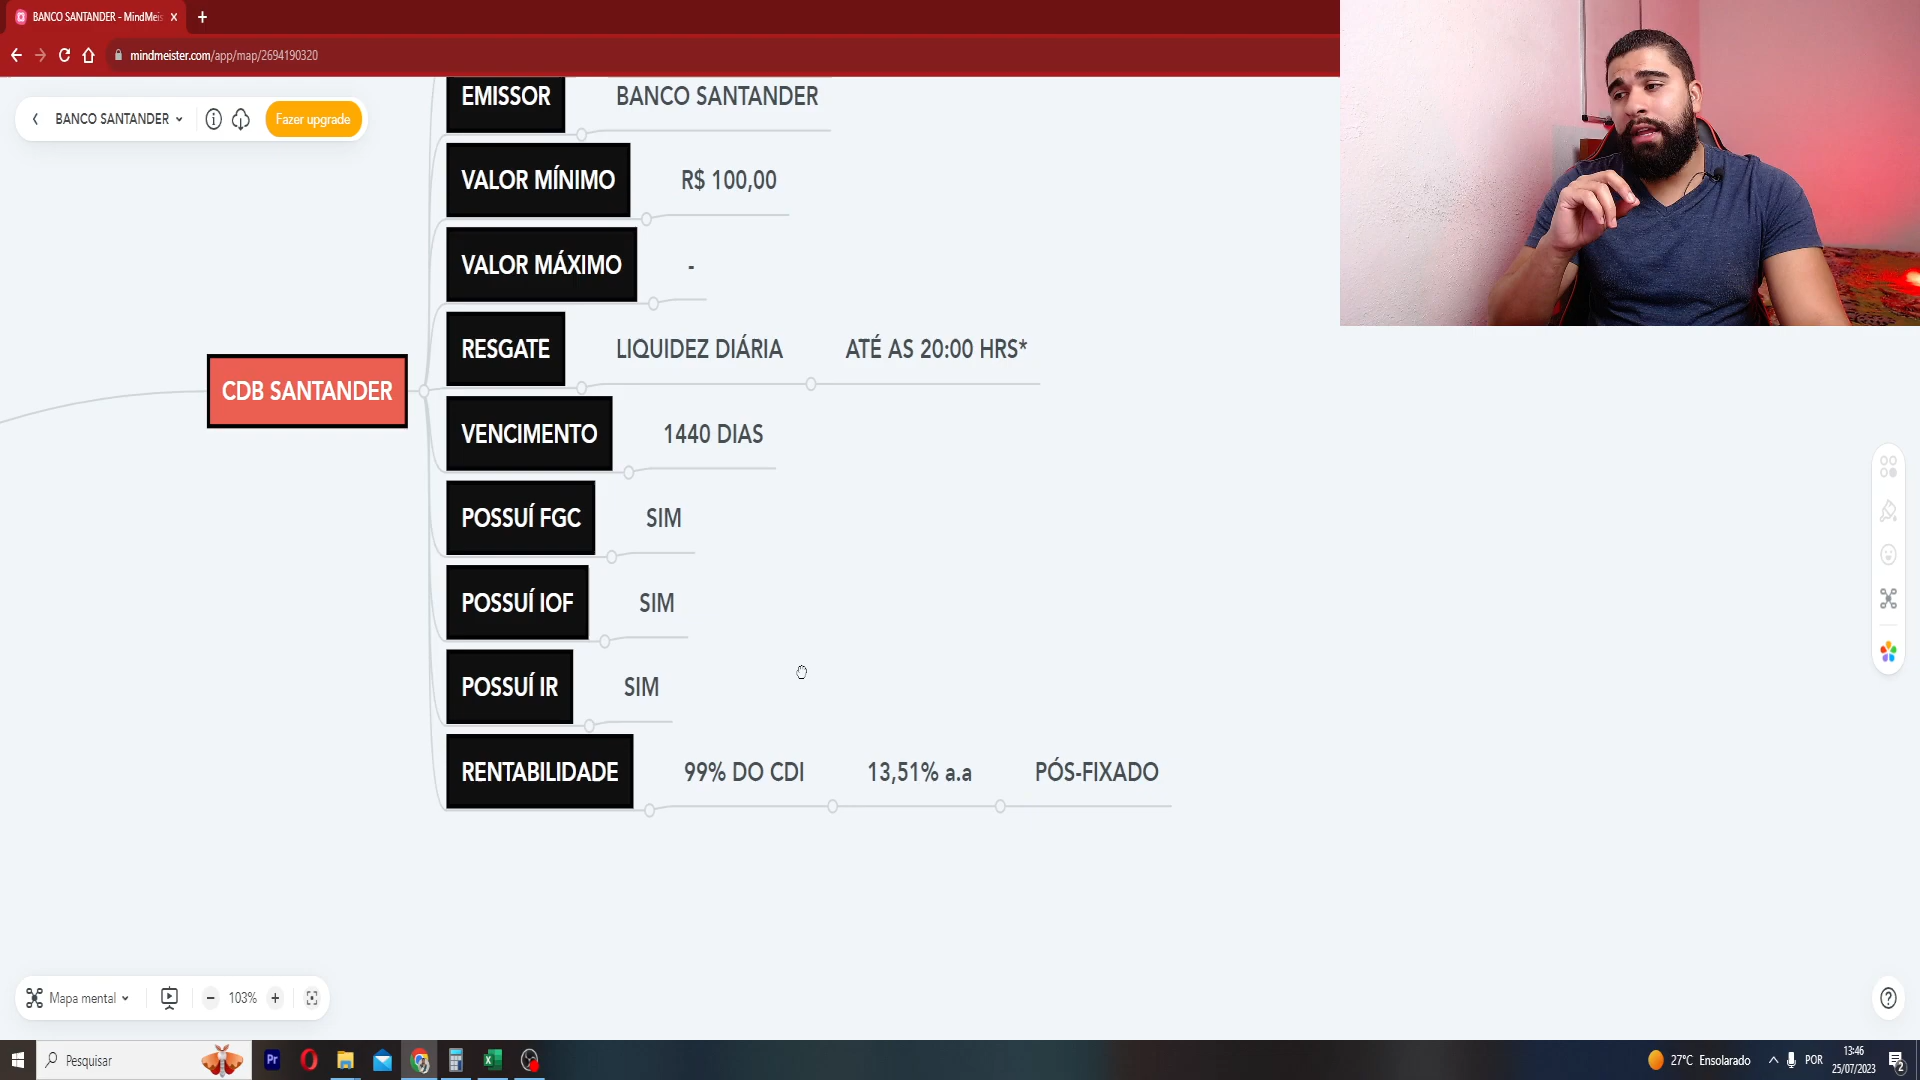 BANCO SANTANDER - MindMeis
mindmeister.com/app/map/2694190320
BANCO SANTANDER
Fazer upgrade
EMISSOR BANCO SANTANDER
VALOR MÍNIMO R$ 100,00
VALOR MÁXIMO -
RESGATE LIQUIDEZ DIÁRIA ATÉ AS 20:00 HRS*
CDB SANTANDER
VENCIMENTO 1440 DIAS
POSSUÍ FGC SIM
POSSUÍ IOF SIM
POSSUÍ IR SIM
RENTABILIDADE 99% DO CDI 13,51% a.a PÓS-FIXADO
Mapa mental 103%
Pesquisar
Pr
27°C Ensolarado
POR
13:46
25/07/2023
2